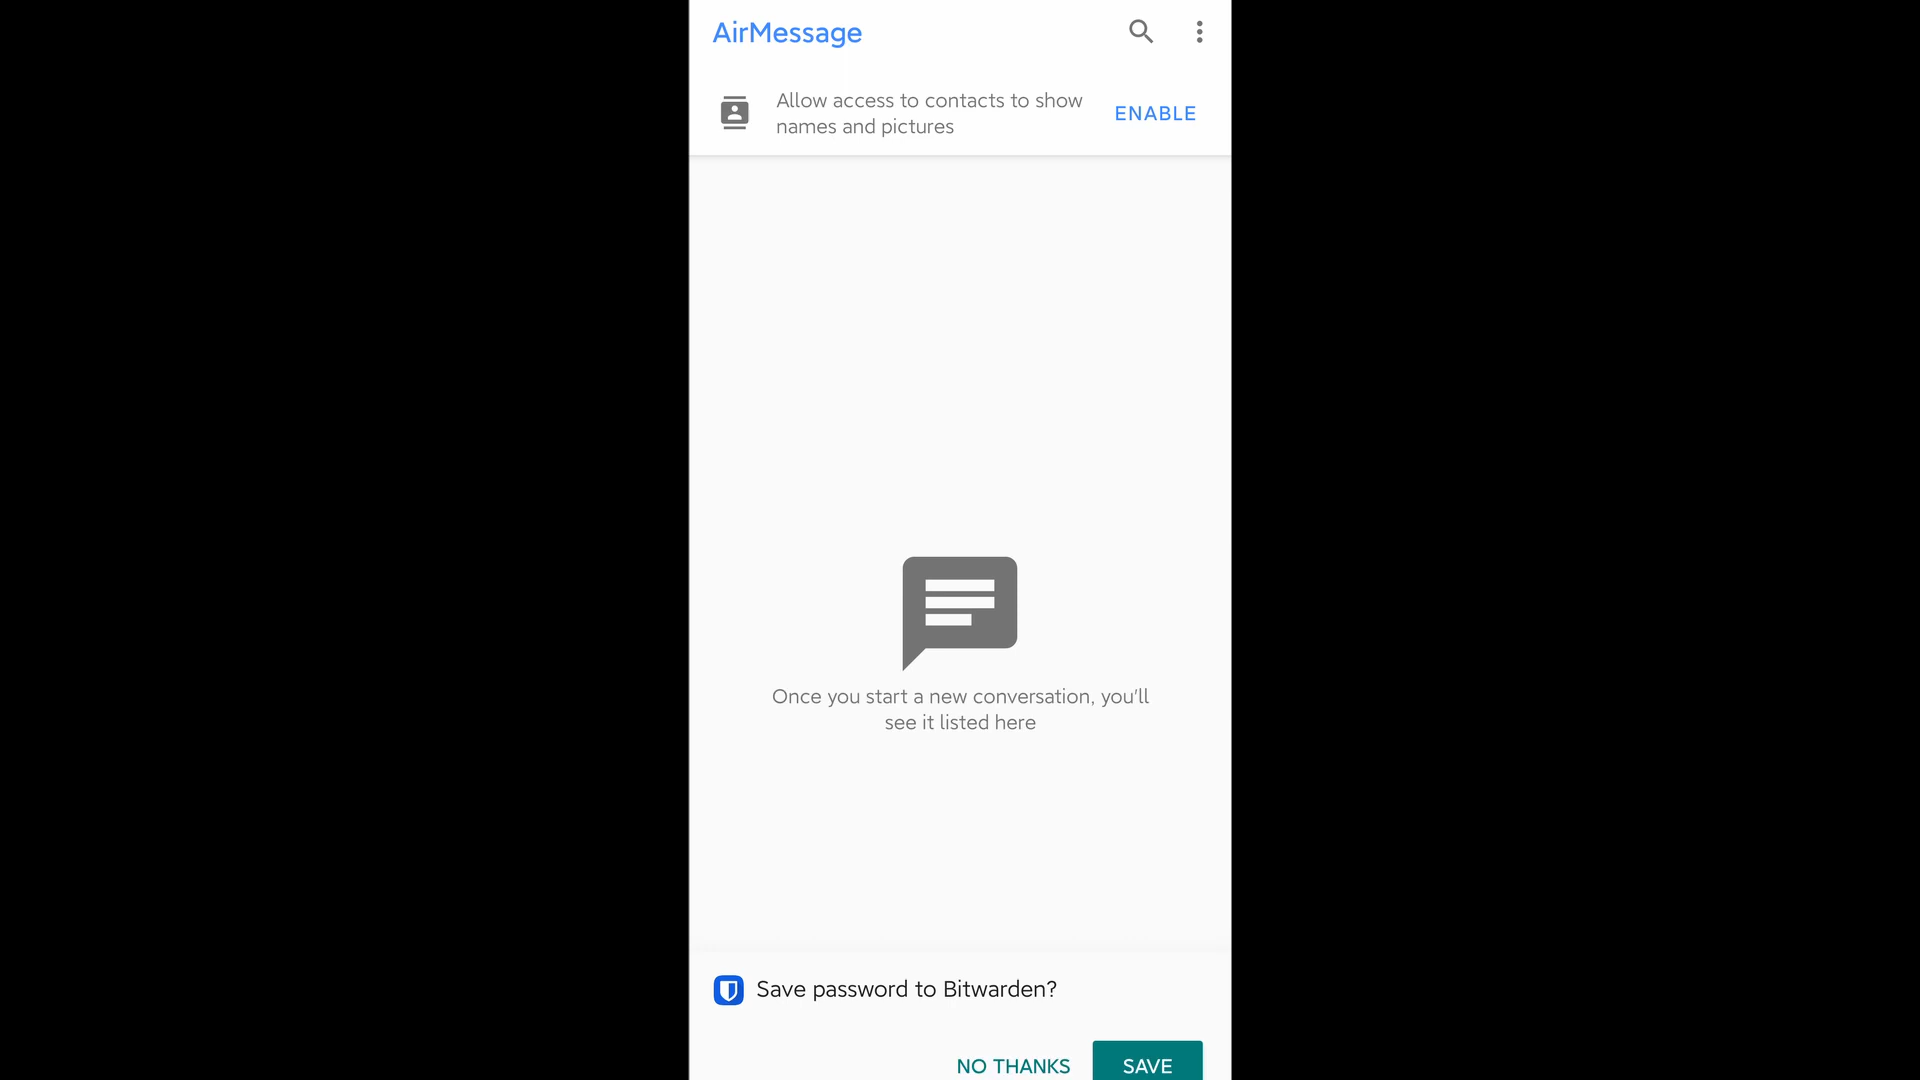 AirMessage
Allow access to contacts to show
names and pictures
ENABLE
Once you start a new conversation, you'll
see it listed here
Save password to Bitwarden?
NO THANKS
SAVE